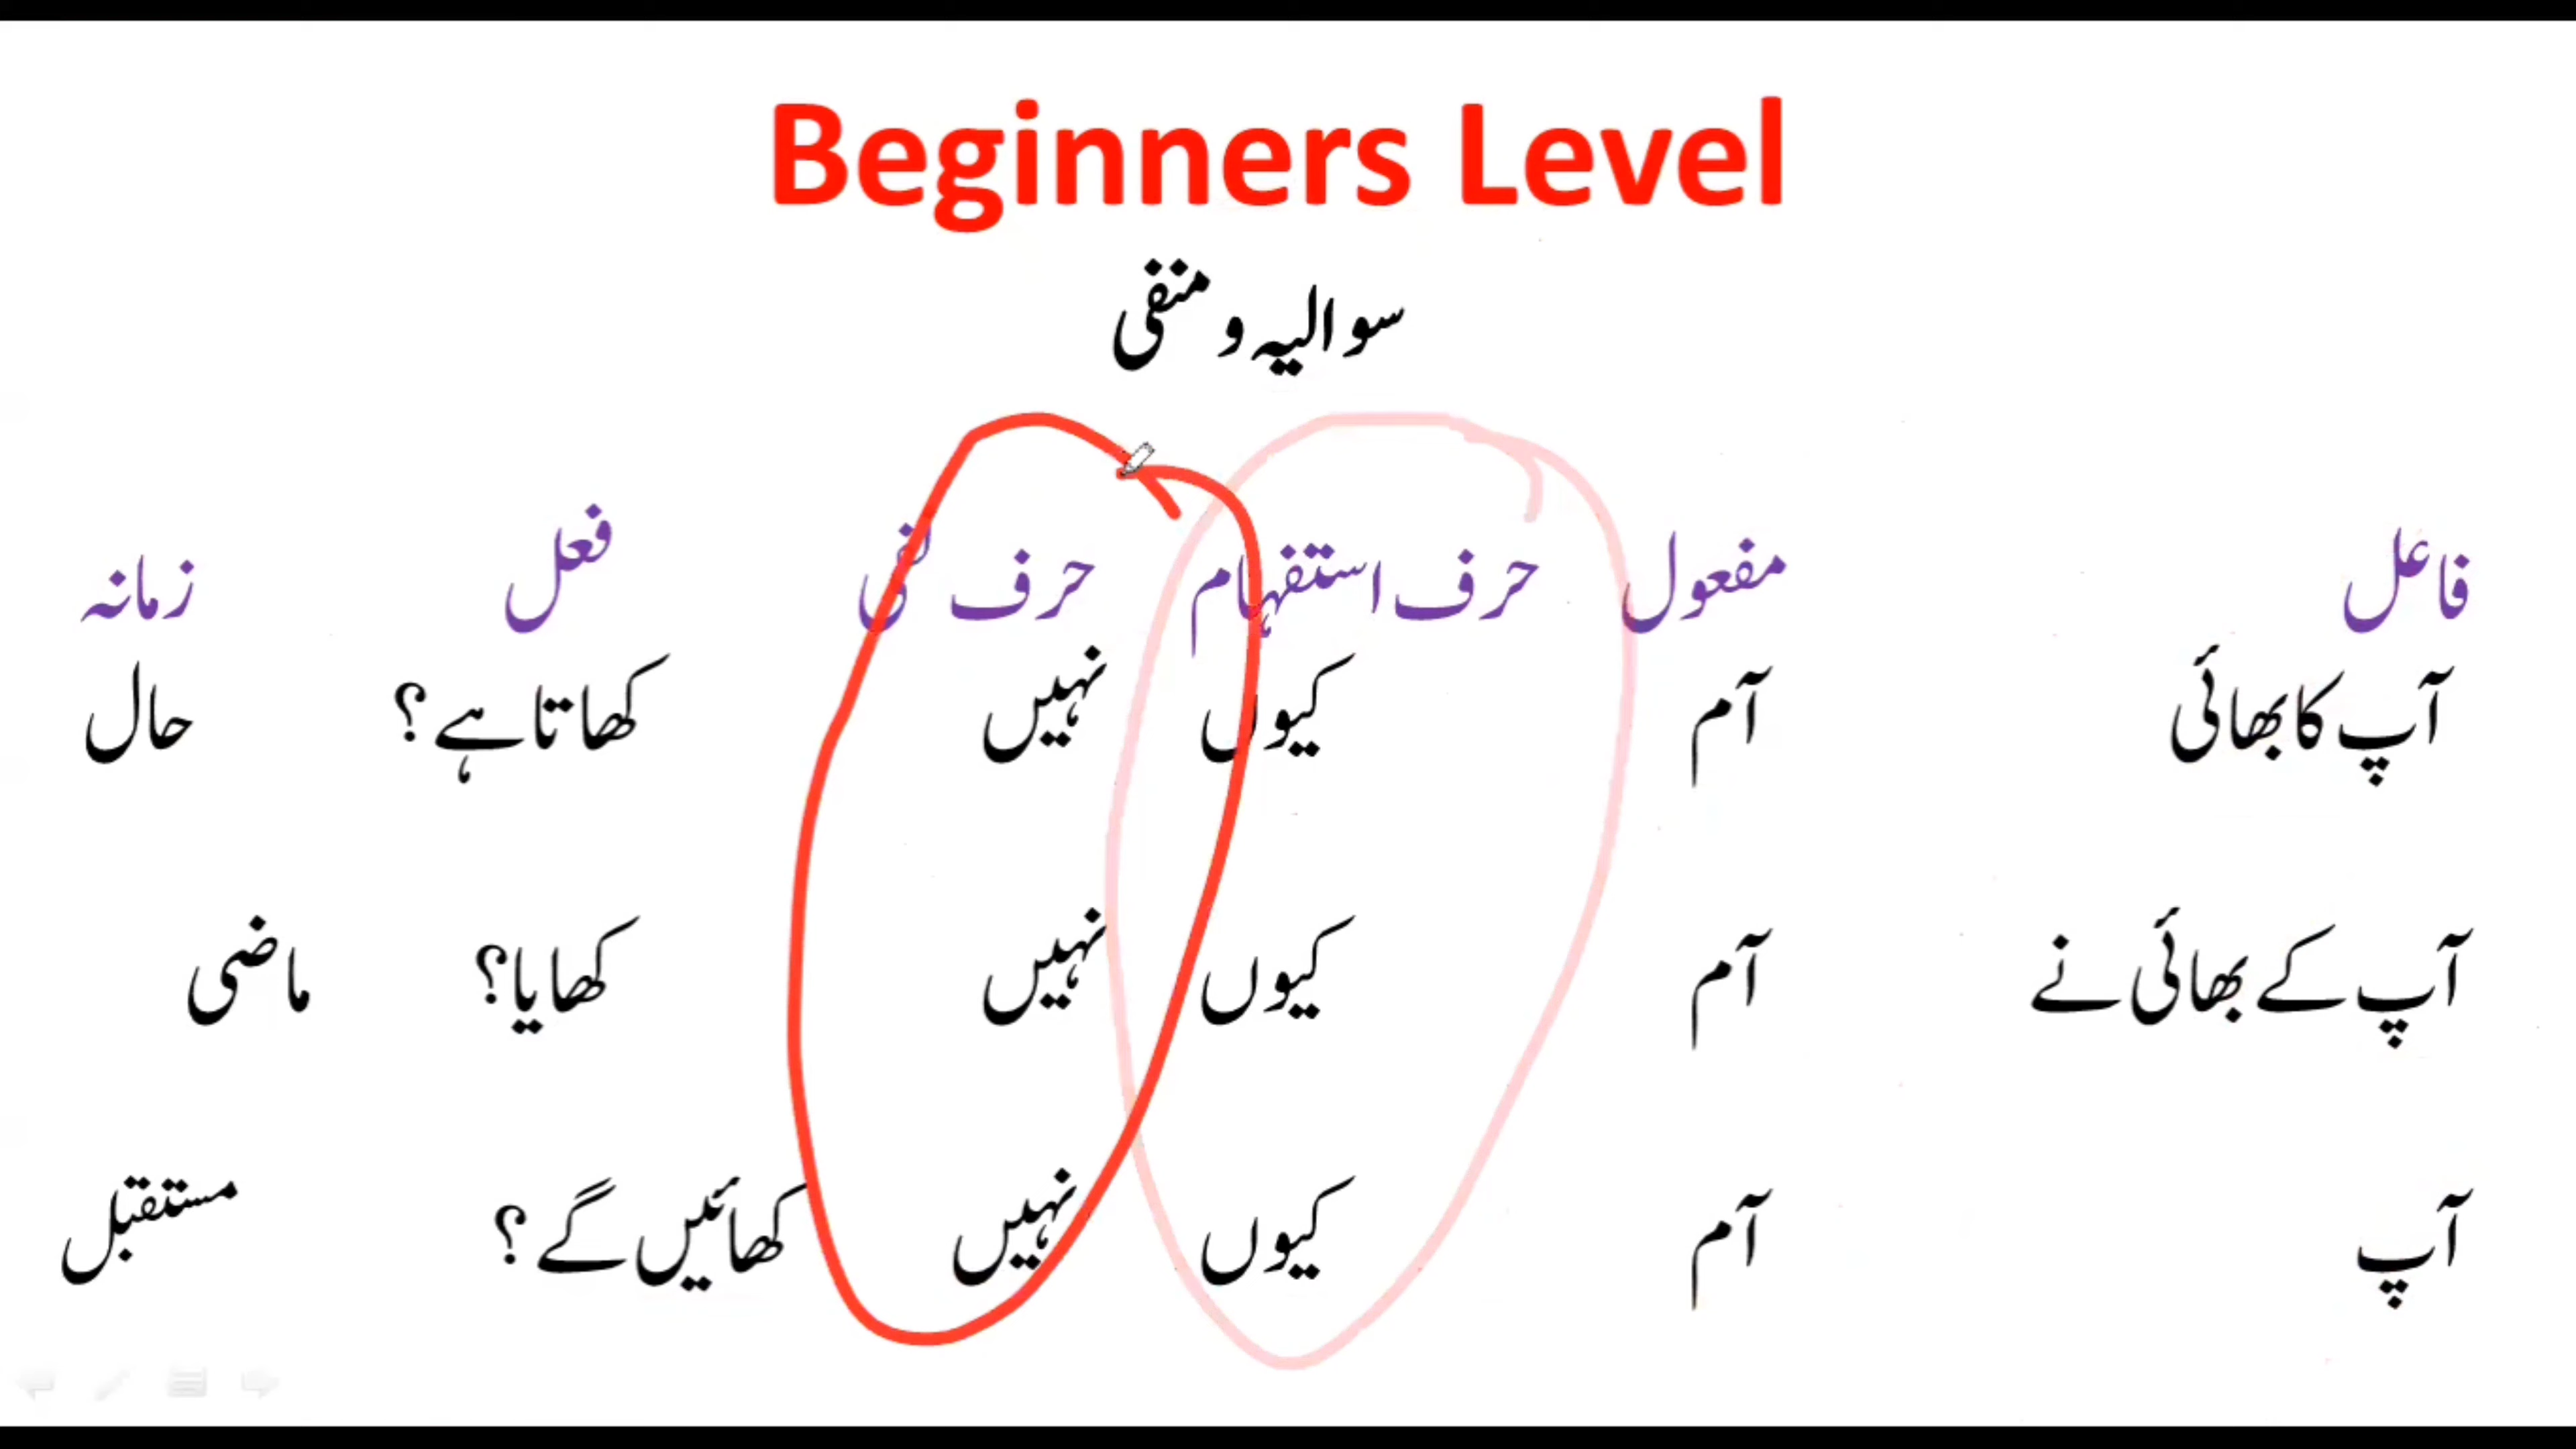 Beginners Level
سوالیہ و منفی
فاعل مفعول حرف استفہام حرف نفی فعل زمانہ
آپ کا بھائی آم کیوں نہیں کھاتا ہے؟ حال
آپ کے بھائی نے آم کیوں نہیں کھایا؟ ماضی
آپ آم کیوں نہیں کھائیں گے؟ مستقبل